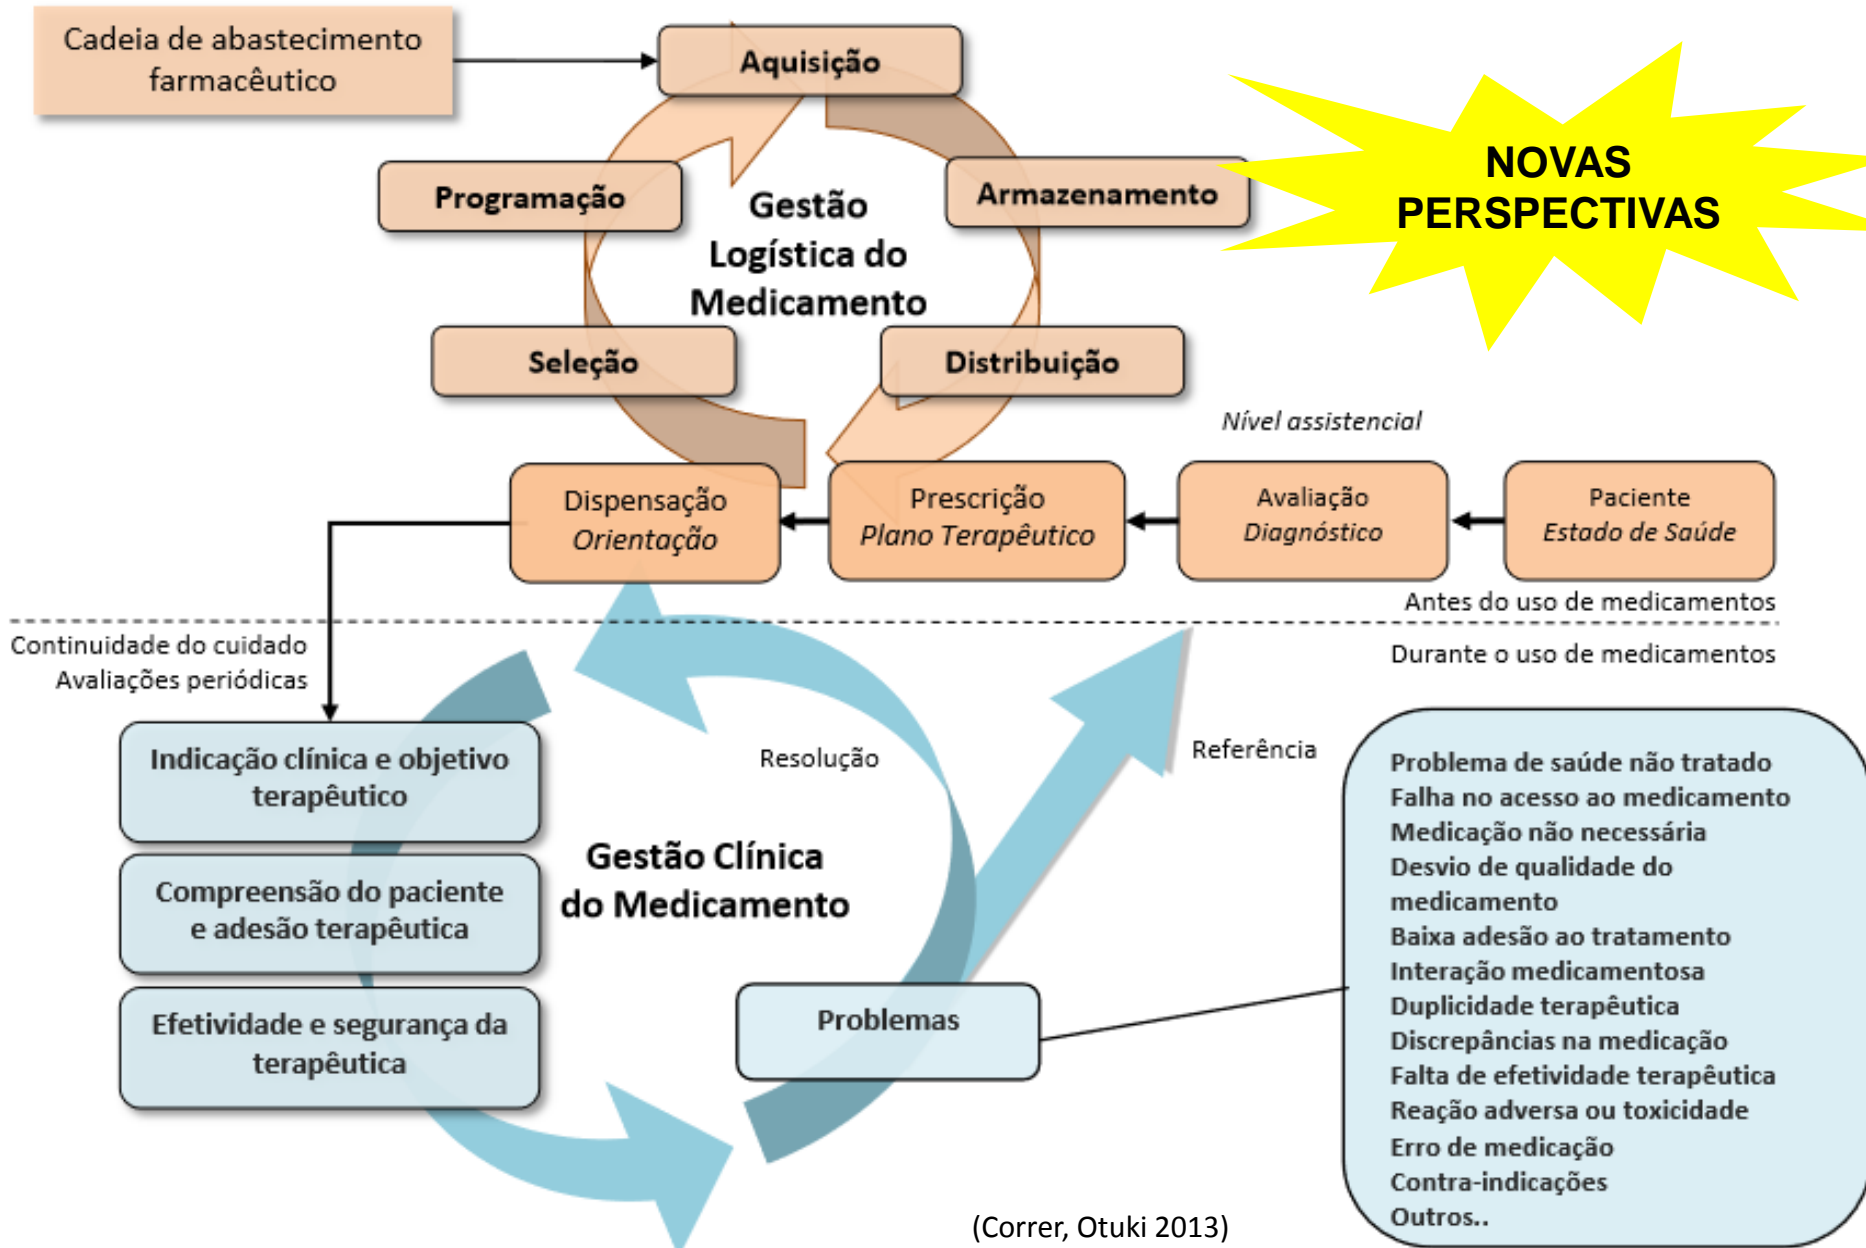 Cadeia de abastecimento
farmacêutico
Aquisição
NOVAS
PERSPECTIVAS
Programação
Armazenamento
Gestão
Logística do
Medicamento
Seleção
Distribuição
Nível assistencial
Dispensação
Orientação
Prescrição
Plano Terapêutico
Avaliação
Diagnóstico
Paciente
Estado de Saúde
Antes do uso de medicamentos
Continuidade do cuidado
Avaliações periódicas
Durante o uso de medicamentos
Indicação clínica e objetivo
terapêutico
Resolução
Referência
Compreensão do paciente
e adesão terapêutica
Gestão Clínica
do Medicamento
Efetividade e segurança da
terapêutica
Problemas
Problema de saúde não tratado
Falha no acesso ao medicamento
Medicação não necessária
Desvio de qualidade do
medicamento
Baixa adesão ao tratamento
Interação medicamentosa
Duplicidade terapêutica
Discrepâncias na medicação
Falta de efetividade terapêutica
Reação adversa ou toxicidade
Erro de medicação
Contra-indicações
Outros..
(Correr, Otuki 2013)